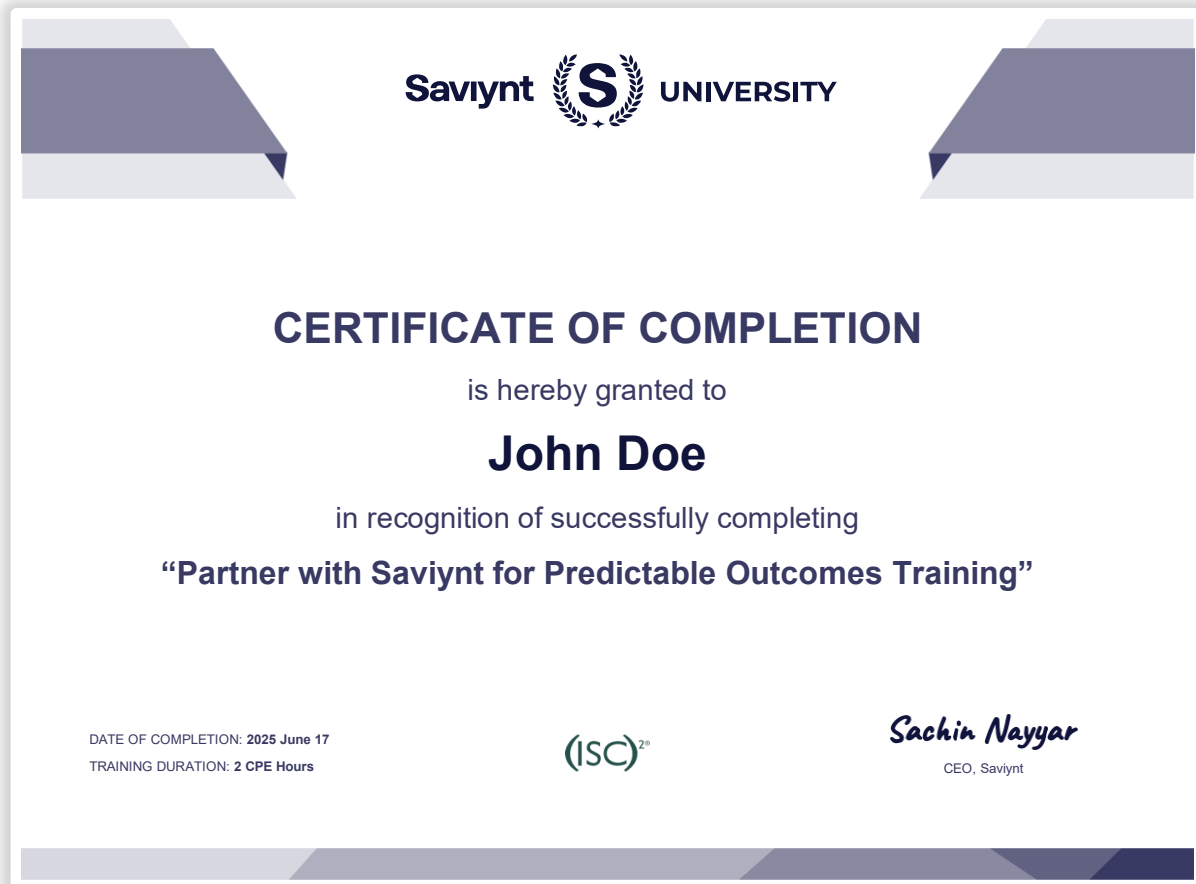 Saviynt S UNIVERSITY
CERTIFICATE OF COMPLETION
is hereby granted to
John Doe
in recognition of successfully completing
“Partner with Saviynt for Predictable Outcomes Training”
DATE OF COMPLETION: 2025 June 17
TRAINING DURATION: 2 CPE Hours
(ISC)²®
Sachin Nayyar
CEO, Saviynt